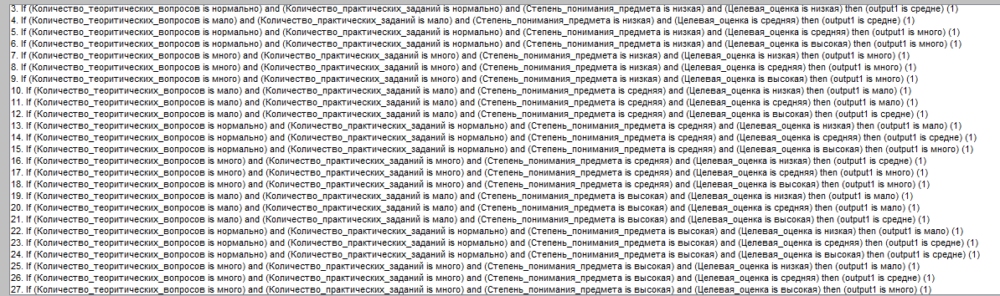 3. If (Количество_теоритических_вопросов is нормально) and (Количество_практических_заданий is нормально) and (Степень_понимания_предмета is низкая) and (Целевая_оценка is низкая) then (output1 is средне) (1)
4. If (Количество_теоритических_вопросов is мало) and (Количество_практических_заданий is мало) and (Степень_понимания_предмета is низкая) and (Целевая_оценка is средняя) then (output1 is средне) (1)
5. If (Количество_теоритических_вопросов is нормально) and (Количество_практических_заданий is нормально) and (Степень_понимания_предмета is низкая) and (Целевая_оценка is средняя) then (output1 is много) (1)
6. If (Количество_теоритических_вопросов is нормально) and (Количество_практических_заданий is нормально) and (Степень_понимания_предмета is низкая) and (Целевая_оценка is высокая) then (output1 is много) (1)
7. If (Количество_теоритических_вопросов is много) and (Количество_практических_заданий is много) and (Степень_понимания_предмета is низкая) and (Целевая_оценка is низкая) then (output1 is много) (1)
8. If (Количество_теоритических_вопросов is много) and (Количество_практических_заданий is много) and (Степень_понимания_предмета is низкая) and (Целевая_оценка is средняя) then (output1 is много) (1)
9. If (Количество_теоритических_вопросов is много) and (Количество_практических_заданий is много) and (Степень_понимания_предмета is низкая) and (Целевая_оценка is высокая) then (output1 is много) (1)
10. If (Количество_теоритических_вопросов is мало) and (Количество_практических_заданий is мало) and (Степень_понимания_предмета is средняя) and (Целевая_оценка is низкая) then (output1 is мало) (1)
11. If (Количество_теоритических_вопросов is мало) and (Количество_практических_заданий is мало) and (Степень_понимания_предмета is средняя) and (Целевая_оценка is средняя) then (output1 is мало) (1)
12. If (Количество_теоритических_вопросов is мало) and (Количество_практических_заданий is мало) and (Степень_понимания_предмета is средняя) and (Целевая_оценка is высокая) then (output1 is средне) (1)
13. If (Количество_теоритических_вопросов is нормально) and (Количество_практических_заданий is нормально) and (Степень_понимания_предмета is средняя) and (Целевая_оценка is низкая) then (output1 is мало) (1)
14. If (Количество_теоритических_вопросов is нормально) and (Количество_практических_заданий is нормально) and (Степень_понимания_предмета is средняя) and (Целевая_оценка is средняя) then (output1 is средне) (1)
15. If (Количество_теоритических_вопросов is нормально) and (Количество_практических_заданий is нормально) and (Степень_понимания_предмета is средняя) and (Целевая_оценка is высокая) then (output1 is много) (1)
16. If (Количество_теоритических_вопросов is много) and (Количество_практических_заданий is много) and (Степень_понимания_предмета is средняя) and (Целевая_оценка is низкая) then (output1 is средне) (1)
17. If (Количество_теоритических_вопросов is много) and (Количество_практических_заданий is много) and (Степень_понимания_предмета is средняя) and (Целевая_оценка is средняя) then (output1 is много) (1)
18. If (Количество_теоритических_вопросов is много) and (Количество_практических_заданий is много) and (Степень_понимания_предмета is средняя) and (Целевая_оценка is высокая) then (output1 is много) (1)
19. If (Количество_теоритических_вопросов is мало) and (Количество_практических_заданий is мало) and (Степень_понимания_предмета is высокая) and (Целевая_оценка is низкая) then (output1 is мало) (1)
20. If (Количество_теоритических_вопросов is мало) and (Количество_практических_заданий is мало) and (Степень_понимания_предмета is высокая) and (Целевая_оценка is средняя) then (output1 is мало) (1)
21. If (Количество_теоритических_вопросов is мало) and (Количество_практических_заданий is мало) and (Степень_понимания_предмета is высокая) and (Целевая_оценка is высокая) then (output1 is мало) (1)
22. If (Количество_теоритических_вопросов is нормально) and (Количество_практических_заданий is нормально) and (Степень_понимания_предмета is высокая) and (Целевая_оценка is низкая) then (output1 is мало) (1)
23. If (Количество_теоритических_вопросов is нормально) and (Количество_практических_заданий is нормально) and (Степень_понимания_предмета is высокая) and (Целевая_оценка is средняя) then (output1 is средне) (1)
24. If (Количество_теоритических_вопросов is нормально) and (Количество_практических_заданий is нормально) and (Степень_понимания_предмета is высокая) and (Целевая_оценка is высокая) then (output1 is средне) (1)
25. If (Количество_теоритических_вопросов is много) and (Количество_практических_заданий is много) and (Степень_понимания_предмета is высокая) and (Целевая_оценка is низкая) then (output1 is мало) (1)
26. If (Количество_теоритических_вопросов is много) and (Количество_практических_заданий is много) and (Степень_понимания_предмета is высокая) and (Целевая_оценка is средняя) then (output1 is средне) (1)
27. If (Количество_теоритических_вопросов is много) and (Количество_практических_заданий is много) and (Степень_понимания_предмета is высокая) and (Целевая_оценка is высокая) then (output1 is много) (1)